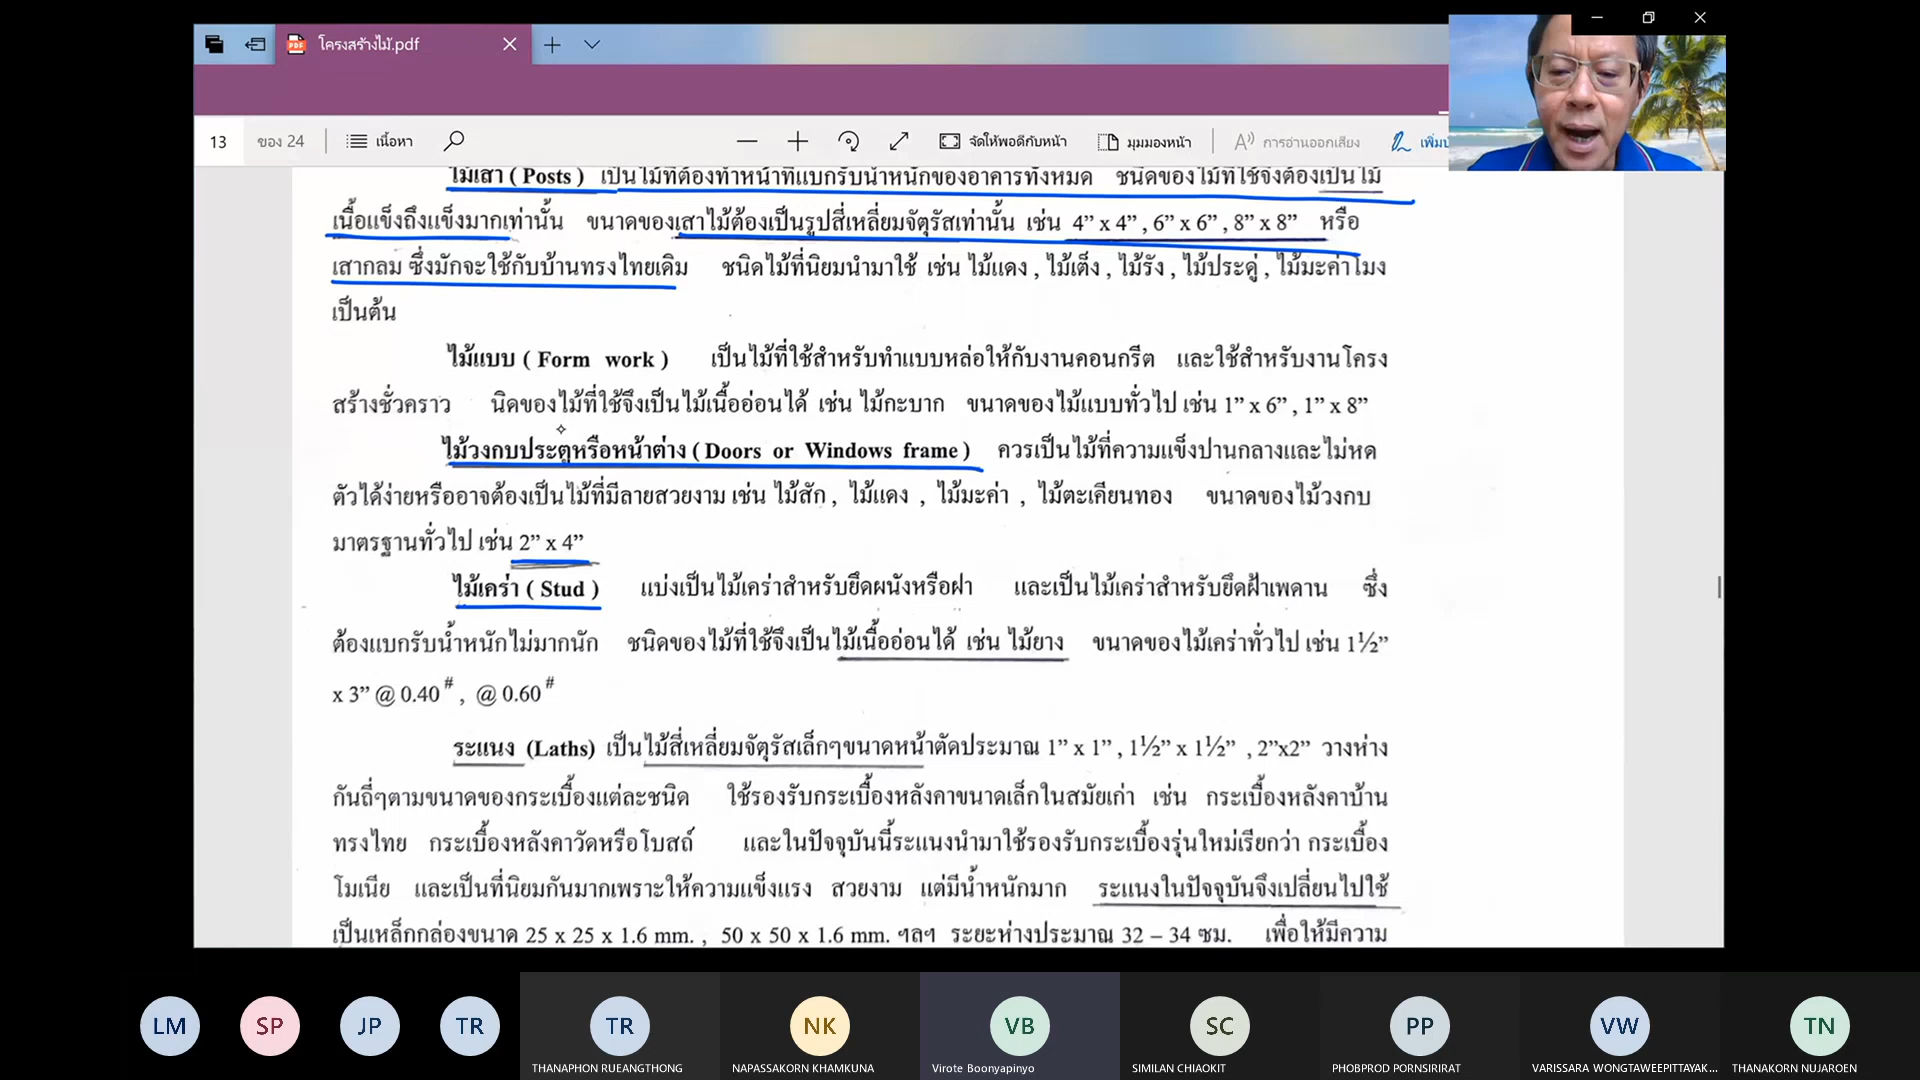 โครงสร้างไม้.pdf
13 ของ 24 เนื้อหา จัดให้พอดีกับหน้า มุมมองหน้า การอ่านออกเสียง
ไม้เสา ( Posts ) เป็นไม้ที่ต้องทำหน้าที่แบกรับน้ำหนักของอาคารทั้งหมด ชนิดของไม้ที่ใช้จึงต้องเป็นไม้
เนื้อแข็งถึงแข็งมากเท่านั้น ขนาดของเสาไม้ต้องเป็นรูปสี่เหลี่ยมจัตุรัสเท่านั้น เช่น 4” x 4” , 6” x 6” , 8” x 8” หรือ
เสากลม ซึ่งมักจะใช้กับบ้านทรงไทยเดิม ชนิดไม้ที่นิยมนำมาใช้ เช่น ไม้แดง , ไม้เต็ง , ไม้รัง , ไม้ประดู่ , ไม้มะค่าโมง
เป็นต้น
ไม้แบบ ( Form work ) เป็นไม้ที่ใช้สำหรับทำแบบหล่อให้กับงานคอนกรีต และใช้สำหรับงานโครง
สร้างชั่วคราว นิดของไม้ที่ใช้จึงเป็นไม้เนื้ออ่อนได้ เช่น ไม้กะบาก ขนาดของไม้แบบทั่วไป เช่น 1” x 6” , 1” x 8”
ไม้วงกบประตูหรือหน้าต่าง ( Doors or Windows frame ) ควรเป็นไม้ที่ความแข็งปานกลางและไม่หด
ตัวได้ง่ายหรืออาจต้องเป็นไม้ที่มีลายสวยงาม เช่น ไม้สัก , ไม้แดง , ไม้มะค่า , ไม้ตะเคียนทอง ขนาดของไม้วงกบ
มาตรฐานทั่วไป เช่น 2” x 4”
ไม้เคร่า ( Stud ) แบ่งเป็นไม้เคร่าสำหรับยึดผนังหรือฝา และเป็นไม้เคร่าสำหรับยึดฝ้าเพดาน ซึ่ง
ต้องแบกรับน้ำหนักไม่มากนัก ชนิดของไม้ที่ใช้จึงเป็นไม้เนื้ออ่อนได้ เช่น ไม้ยาง ขนาดของไม้เคร่าทั่วไป เช่น 1½”
x 3” @ 0.40 # , @ 0.60 #
ระแนง (Laths) เป็นไม้สี่เหลี่ยมจัตุรัสเล็กๆขนาดหน้าตัดประมาณ 1” x 1” , 1½” x 1½” , 2”x2” วางห่าง
กันถี่ๆตามขนาดของกระเบื้องแต่ละชนิด ใช้รองรับกระเบื้องหลังคาขนาดเล็กในสมัยเก่า เช่น กระเบื้องหลังคาบ้าน
ทรงไทย กระเบื้องหลังคาวัดหรือโบสถ์ และในปัจจุบันนี้ระแนงนำมาใช้รองรับกระเบื้องรุ่นใหม่เรียกว่า กระเบื้อง
โมเนีย และเป็นที่นิยมกันมากเพราะให้ความแข็งแรง สวยงาม แต่มีน้ำหนักมาก ระแนงในปัจจุบันจึงเปลี่ยนไปใช้
เป็นเหล็กกล่องขนาด 25 x 25 x 1.6 mm. , 50 x 50 x 1.6 mm. ฯลฯ ระยะห่างประมาณ 32 – 34 ซม. เพื่อให้มีความ
LM SP JP TR TR NK VB SC PP VW TN
THANAPHON RUEANGTHONG NAPASSAKORN KHAMKUNA Virote Boonyapinyo SIMILAN CHIAOKIT PHOBPROD PORNSIRIRAT VARISSARA WONGTAWEEPITTAYAK... THANAKORN NUJAROEN